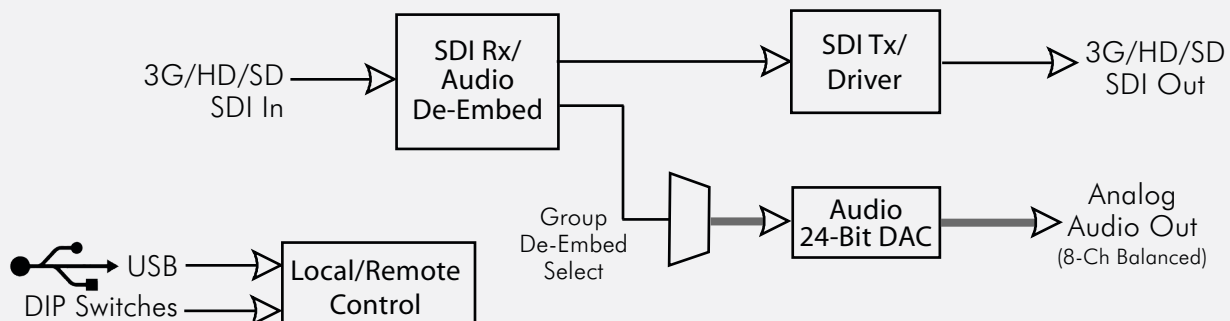 3G/HD/SD
SDI In
SDI Rx/
Audio
De-Embed
SDI Tx/
Driver
3G/HD/SD
SDI Out
Group
De-Embed
Select
Audio
24-Bit DAC
Analog
Audio Out
(8-Ch Balanced)
USB
DIP Switches
Local/Remote
Control